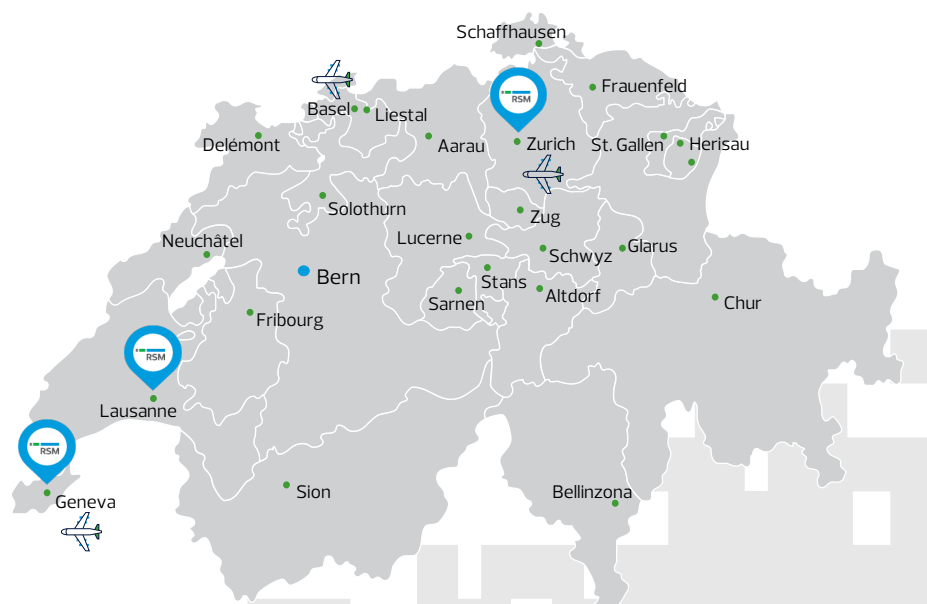 Schaffhausen
Frauenfeld
RSM
Basel
Liestal
Delémont
Aarau
Zurich
St. Gallen
Herisau
Solothurn
Zug
Neuchâtel
Lucerne
Schwyz
Glarus
Bern
Stans
Sarnen
Altdorf
Chur
Fribourg
RSM
Lausanne
RSM
Geneva
Sion
Bellinzona